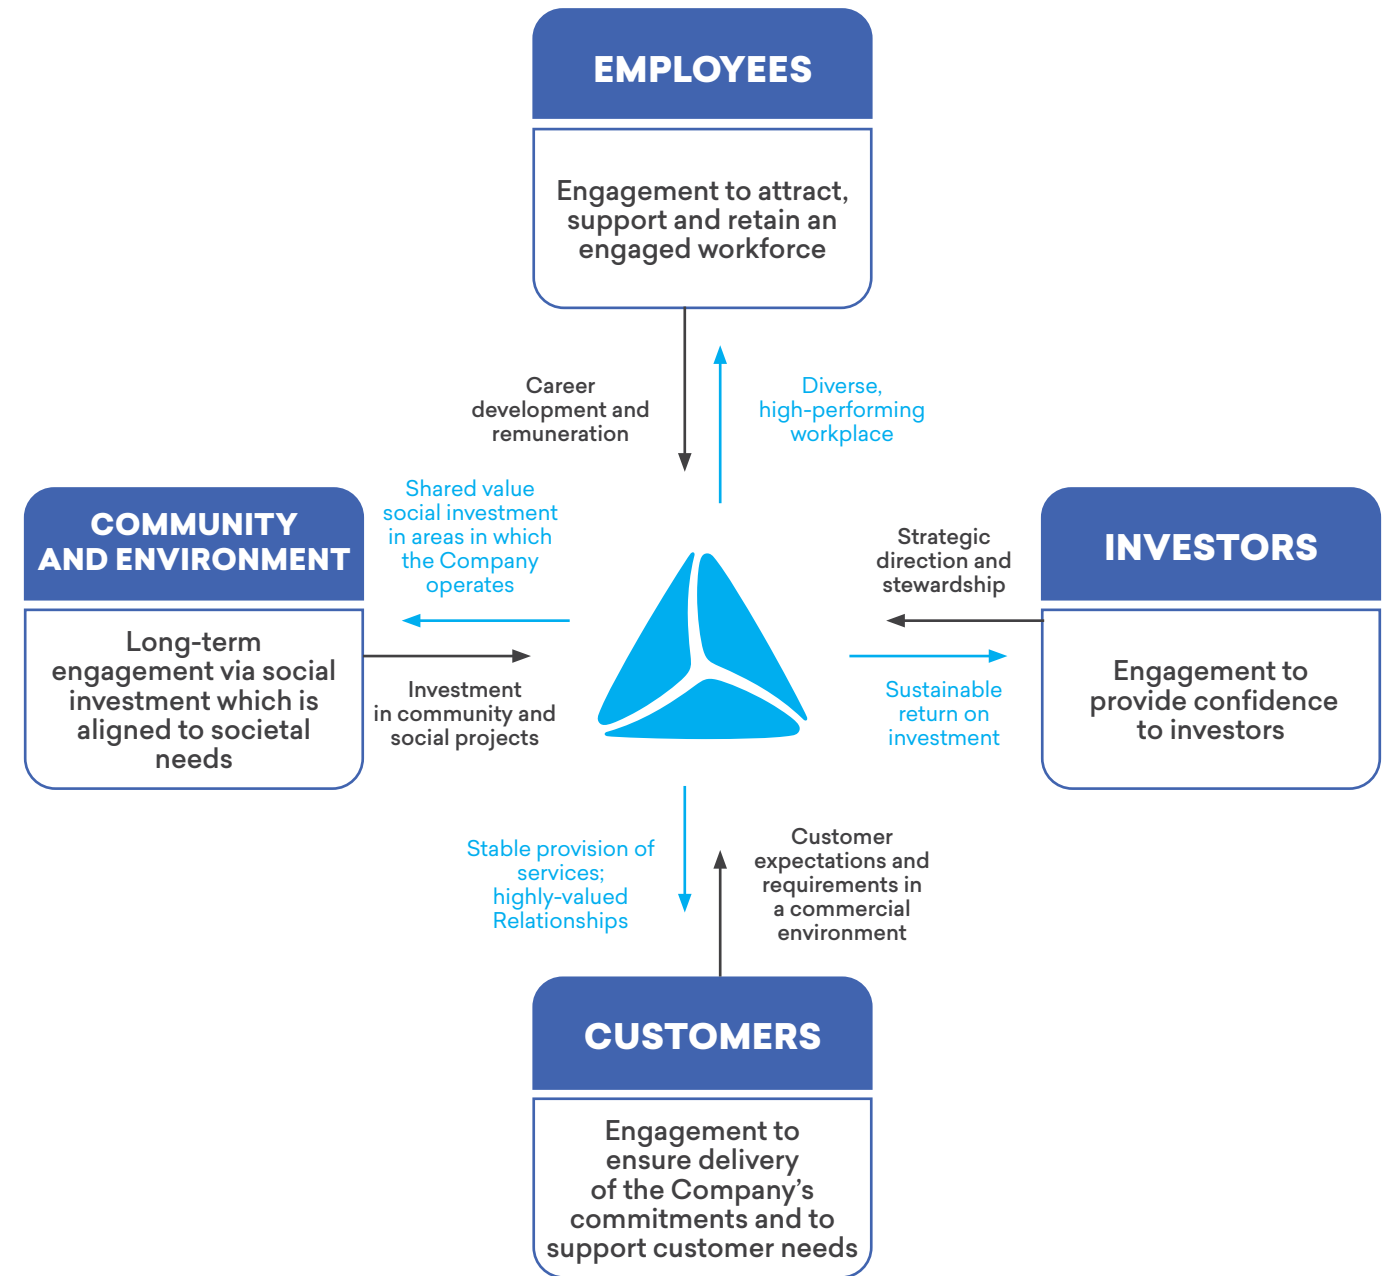 EMPLOYEES
Engagement to attract,
support and retain an
engaged workforce
Career
development and
remuneration
Diverse,
high-performing
workplace
Shared value
social investment
in areas in which
the Company
operates
COMMUNITY
AND ENVIRONMENT
Long-term
engagement via social
investment which is
aligned to societal
needs
Investment
in community and
social projects
Strategic
direction and
stewardship
Sustainable
return on
investment
INVESTORS
Engagement to
provide confidence
to investors
Stable provision of
services;
highly-valued
Relationships
Customer
expectations and
requirements in
a commercial
environment
CUSTOMERS
Engagement to
ensure delivery
of the Company’s
commitments and to
support customer needs